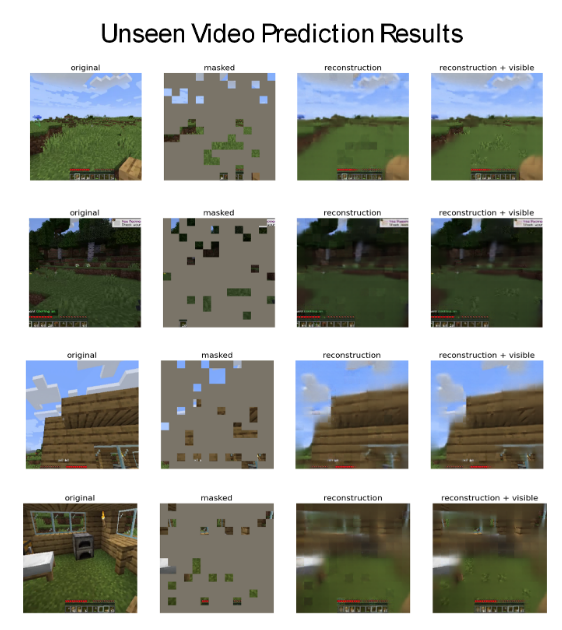 Unseen Video Prediction Results
original masked reconstruction reconstruction + visible
original masked reconstruction reconstruction + visible
original masked reconstruction reconstruction + visible
original masked reconstruction reconstruction + visible